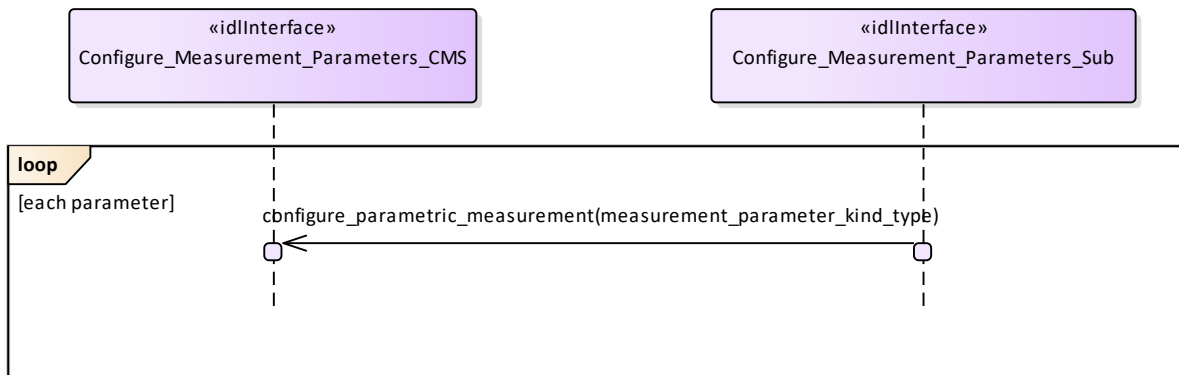 «idlInterface»
Configure_Measurement_Parameters_CMS
«idlInterface»
Configure_Measurement_Parameters_Sub
loop
[each parameter]
configure_parametric_measurement(measurement_parameter_kind_type)